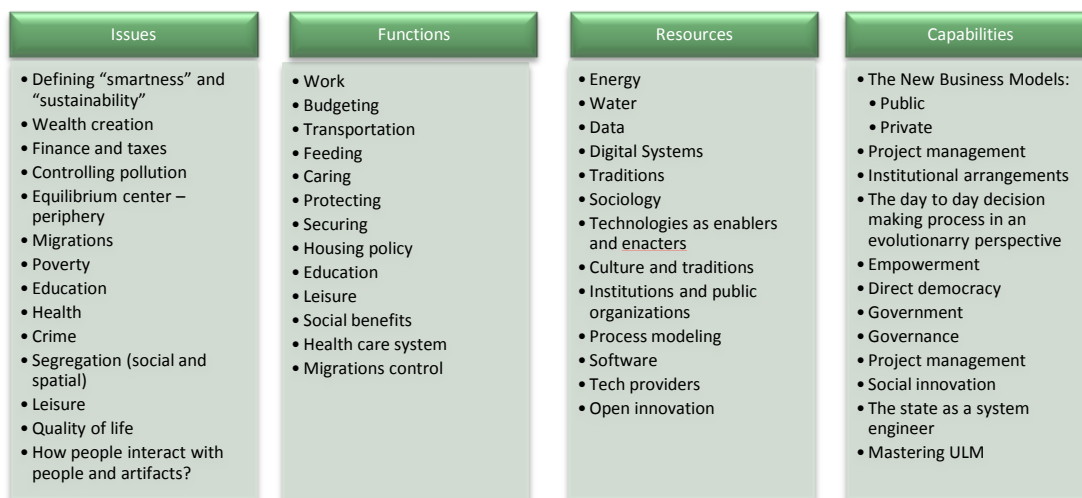 Issues
• Defining “smartness” and
“sustainability”
• Wealth creation
• Finance and taxes
• Controlling pollution
• Equilibrium center –
periphery
• Migrations
• Poverty
• Education
• Health
• Crime
• Segregation (social and
spatial)
• Leisure
• Quality of life
• How people interact with
people and artifacts?
Functions
• Work
• Budgeting
• Transportation
• Feeding
• Caring
• Protecting
• Securing
• Housing policy
• Education
• Leisure
• Social benefits
• Health care system
• Migrations control
Resources
• Energy
• Water
• Data
• Digital Systems
• Traditions
• Sociology
• Technologies as enablers
and enacters
• Culture and traditions
• Institutions and public
organizations
• Process modeling
• Software
• Tech providers
• Open innovation
Capabilities
• The New Business Models:
• Public
• Private
• Project management
• Institutional arrangements
• The day to day decision
making process in an
evolutionarry perspective
• Empowerment
• Direct democracy
• Government
• Governance
• Project management
• Social innovation
• The state as a system
engineer
• Mastering ULM